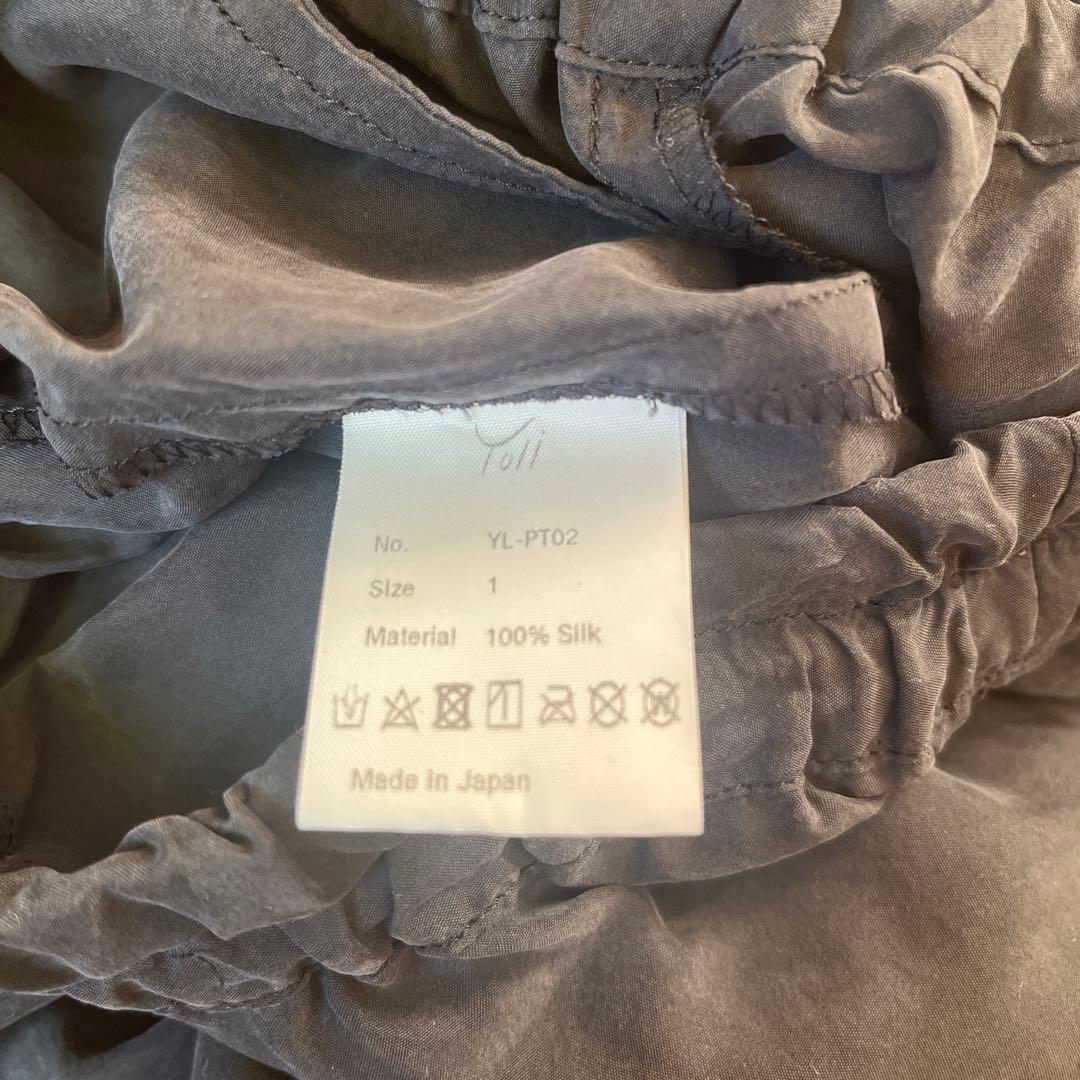 Yoli
No. YL-PT02
Size 1
Material 100% Silk
Made in Japan